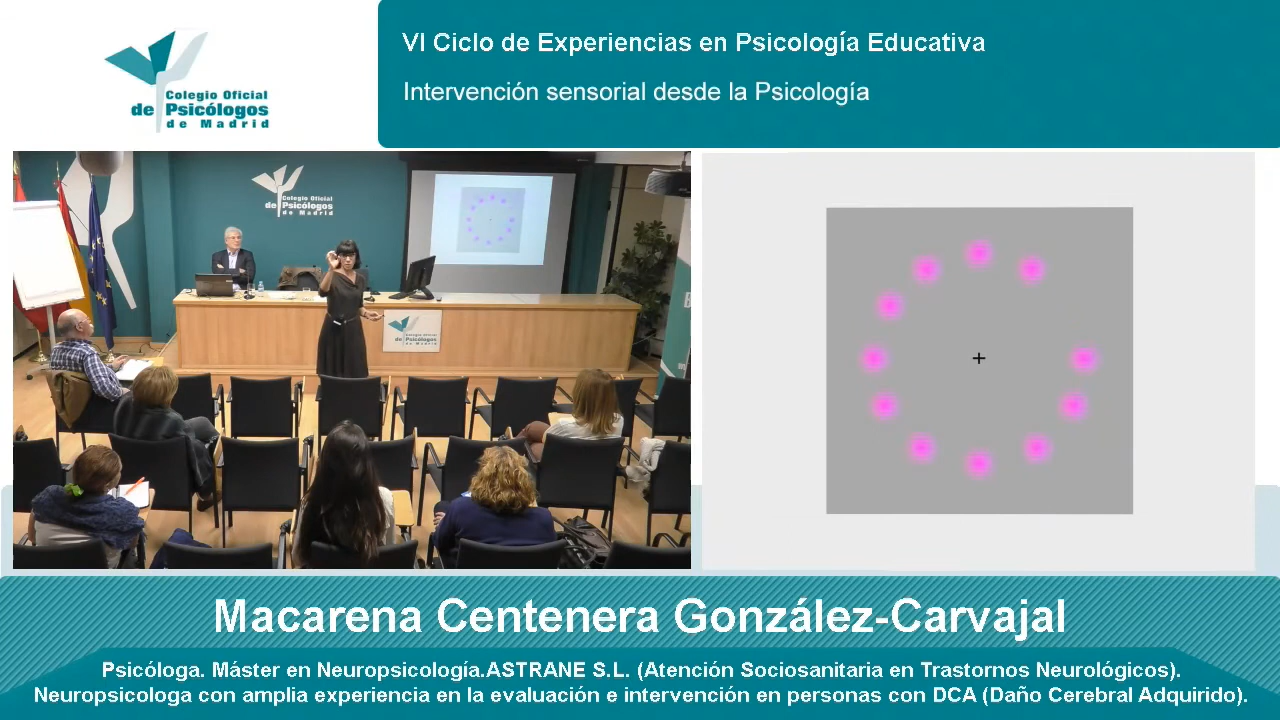 VI Ciclo de Experiencias en Psicología Educativa
Intervención sensorial desde la Psicología
Colegio Oficial
de Psicólogos
de Madrid
Colegio Oficial
de Psicólogos
de Madrid
Colegio Oficial
de Psicólogos
de Madrid
Macarena Centenera González-Carvajal
Psicóloga. Máster en Neuropsicología.ASTRANE S.L. (Atención Sociosanitaria en Trastornos Neurológicos).
Neuropsicologa con amplia experiencia en la evaluación e intervención en personas con DCA (Daño Cerebral Adquirido).